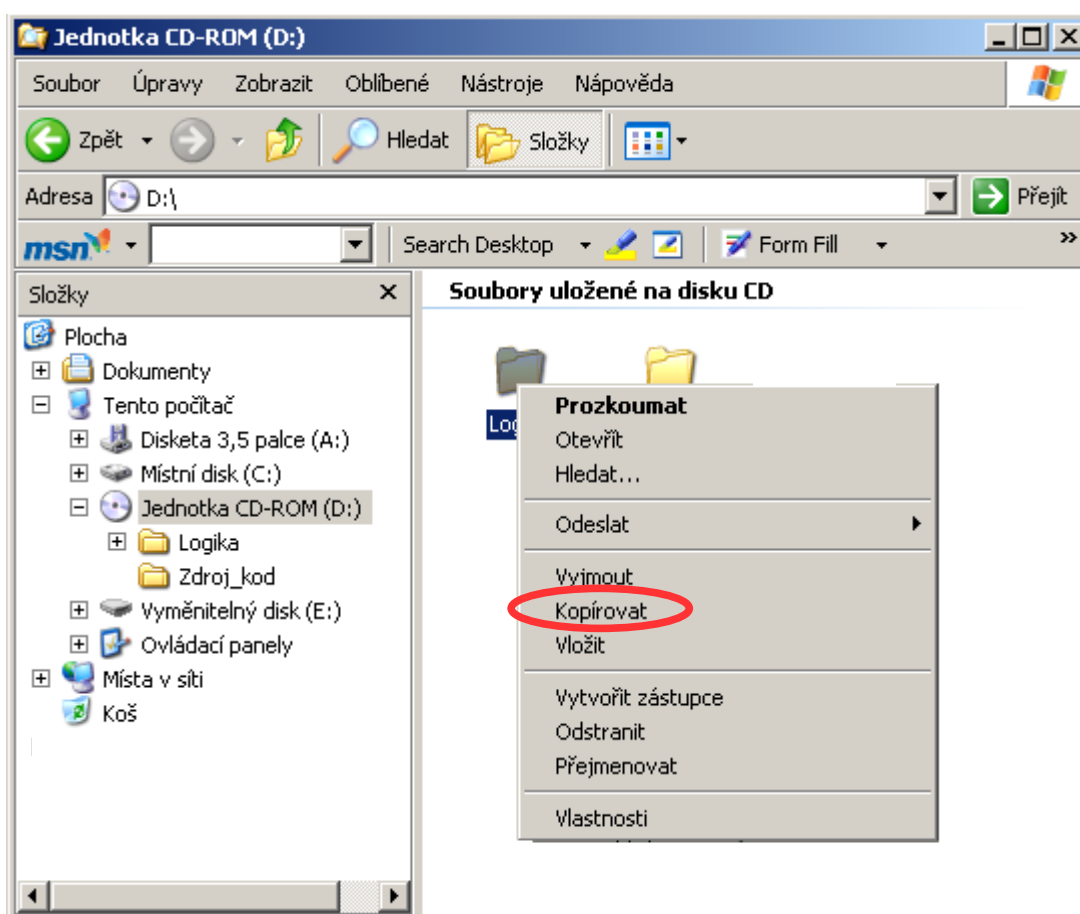 Jednotka CD-ROM (D:)
Soubor Úpravy Zobrazit Oblíbené Nástroje Nápověda
Zpět Hledat Složky
Adresa D:\ Přejít
msn Search Desktop Form Fill »
Složky
Soubory uložené na disku CD
Plocha
Dokumenty
Tento počítač
Disketa 3,5 palce (A:)
Místní disk (C:)
Jednotka CD-ROM (D:)
Logika
Zdroj_kod
Vyměnitelný disk (E:)
Ovládací panely
Místa v síti
Koš
Prozkoumat
Otevřít
Hledat...
Odeslat
Vyjmout
Kopírovat
Vložit
Vytvořit zástupce
Odstranit
Přejmenovat
Vlastnosti